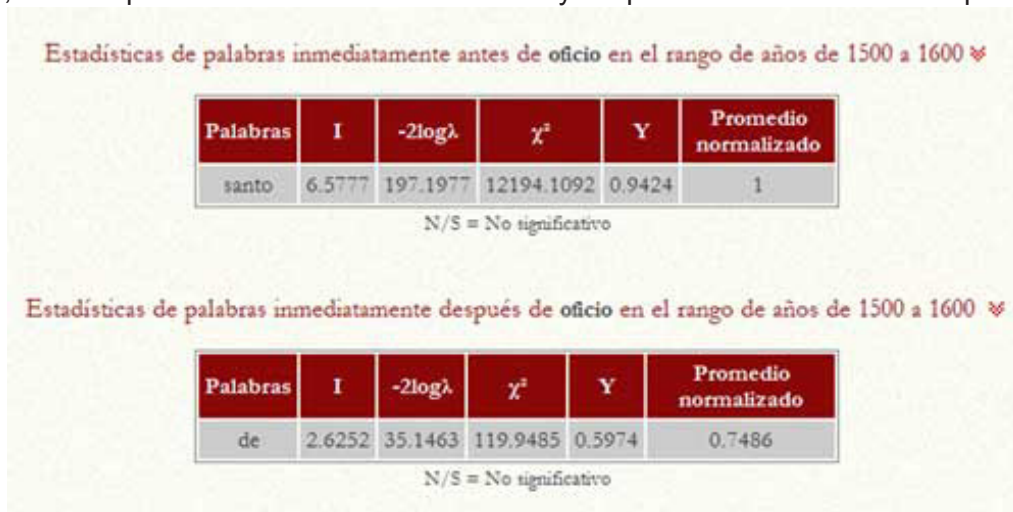 Estadísticas de palabras inmediatamente antes de oficio en el rango de años de 1500 a 1600
Palabras I -2logλ χ² Y Promedio normalizado
santo 6.5777 197.1977 12194.1092 0.9424 1
N/S = No significativo
Estadísticas de palabras inmediatamente después de oficio en el rango de años de 1500 a 1600
Palabras I -2logλ χ² Y Promedio normalizado
de 2.6252 35.1463 119.9485 0.5974 0.7486
N/S = No significativo